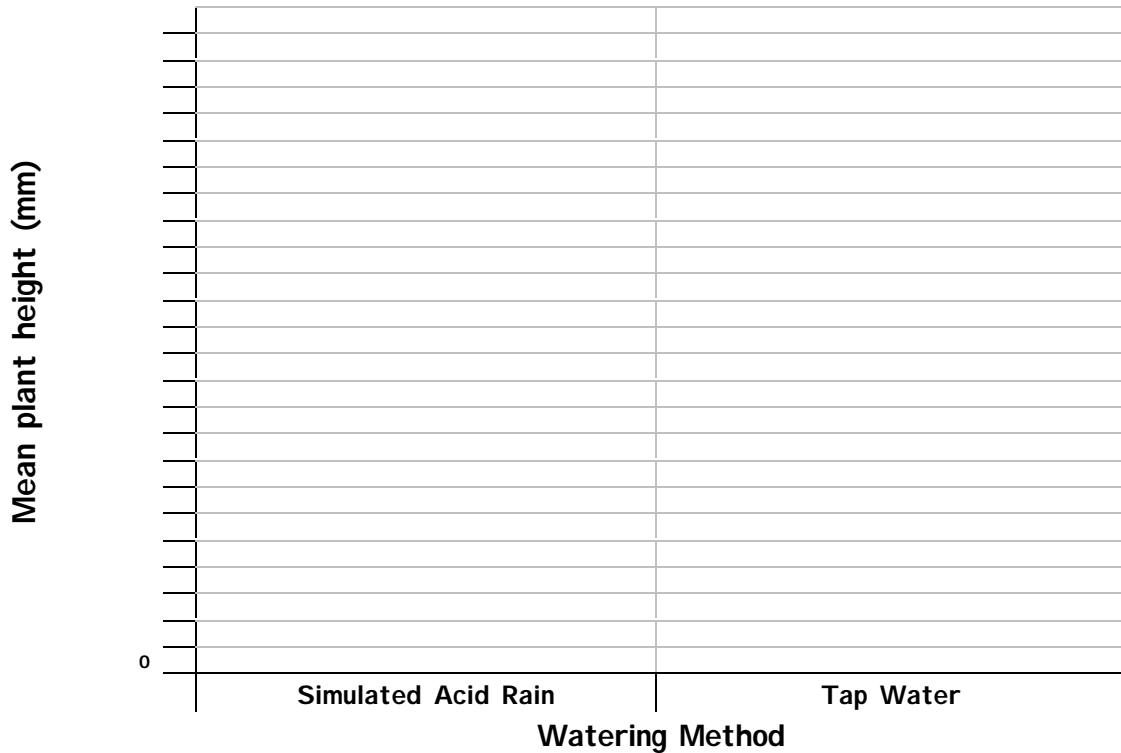 Mean plant height (mm)
0
Simulated Acid Rain
Tap Water
Watering Method